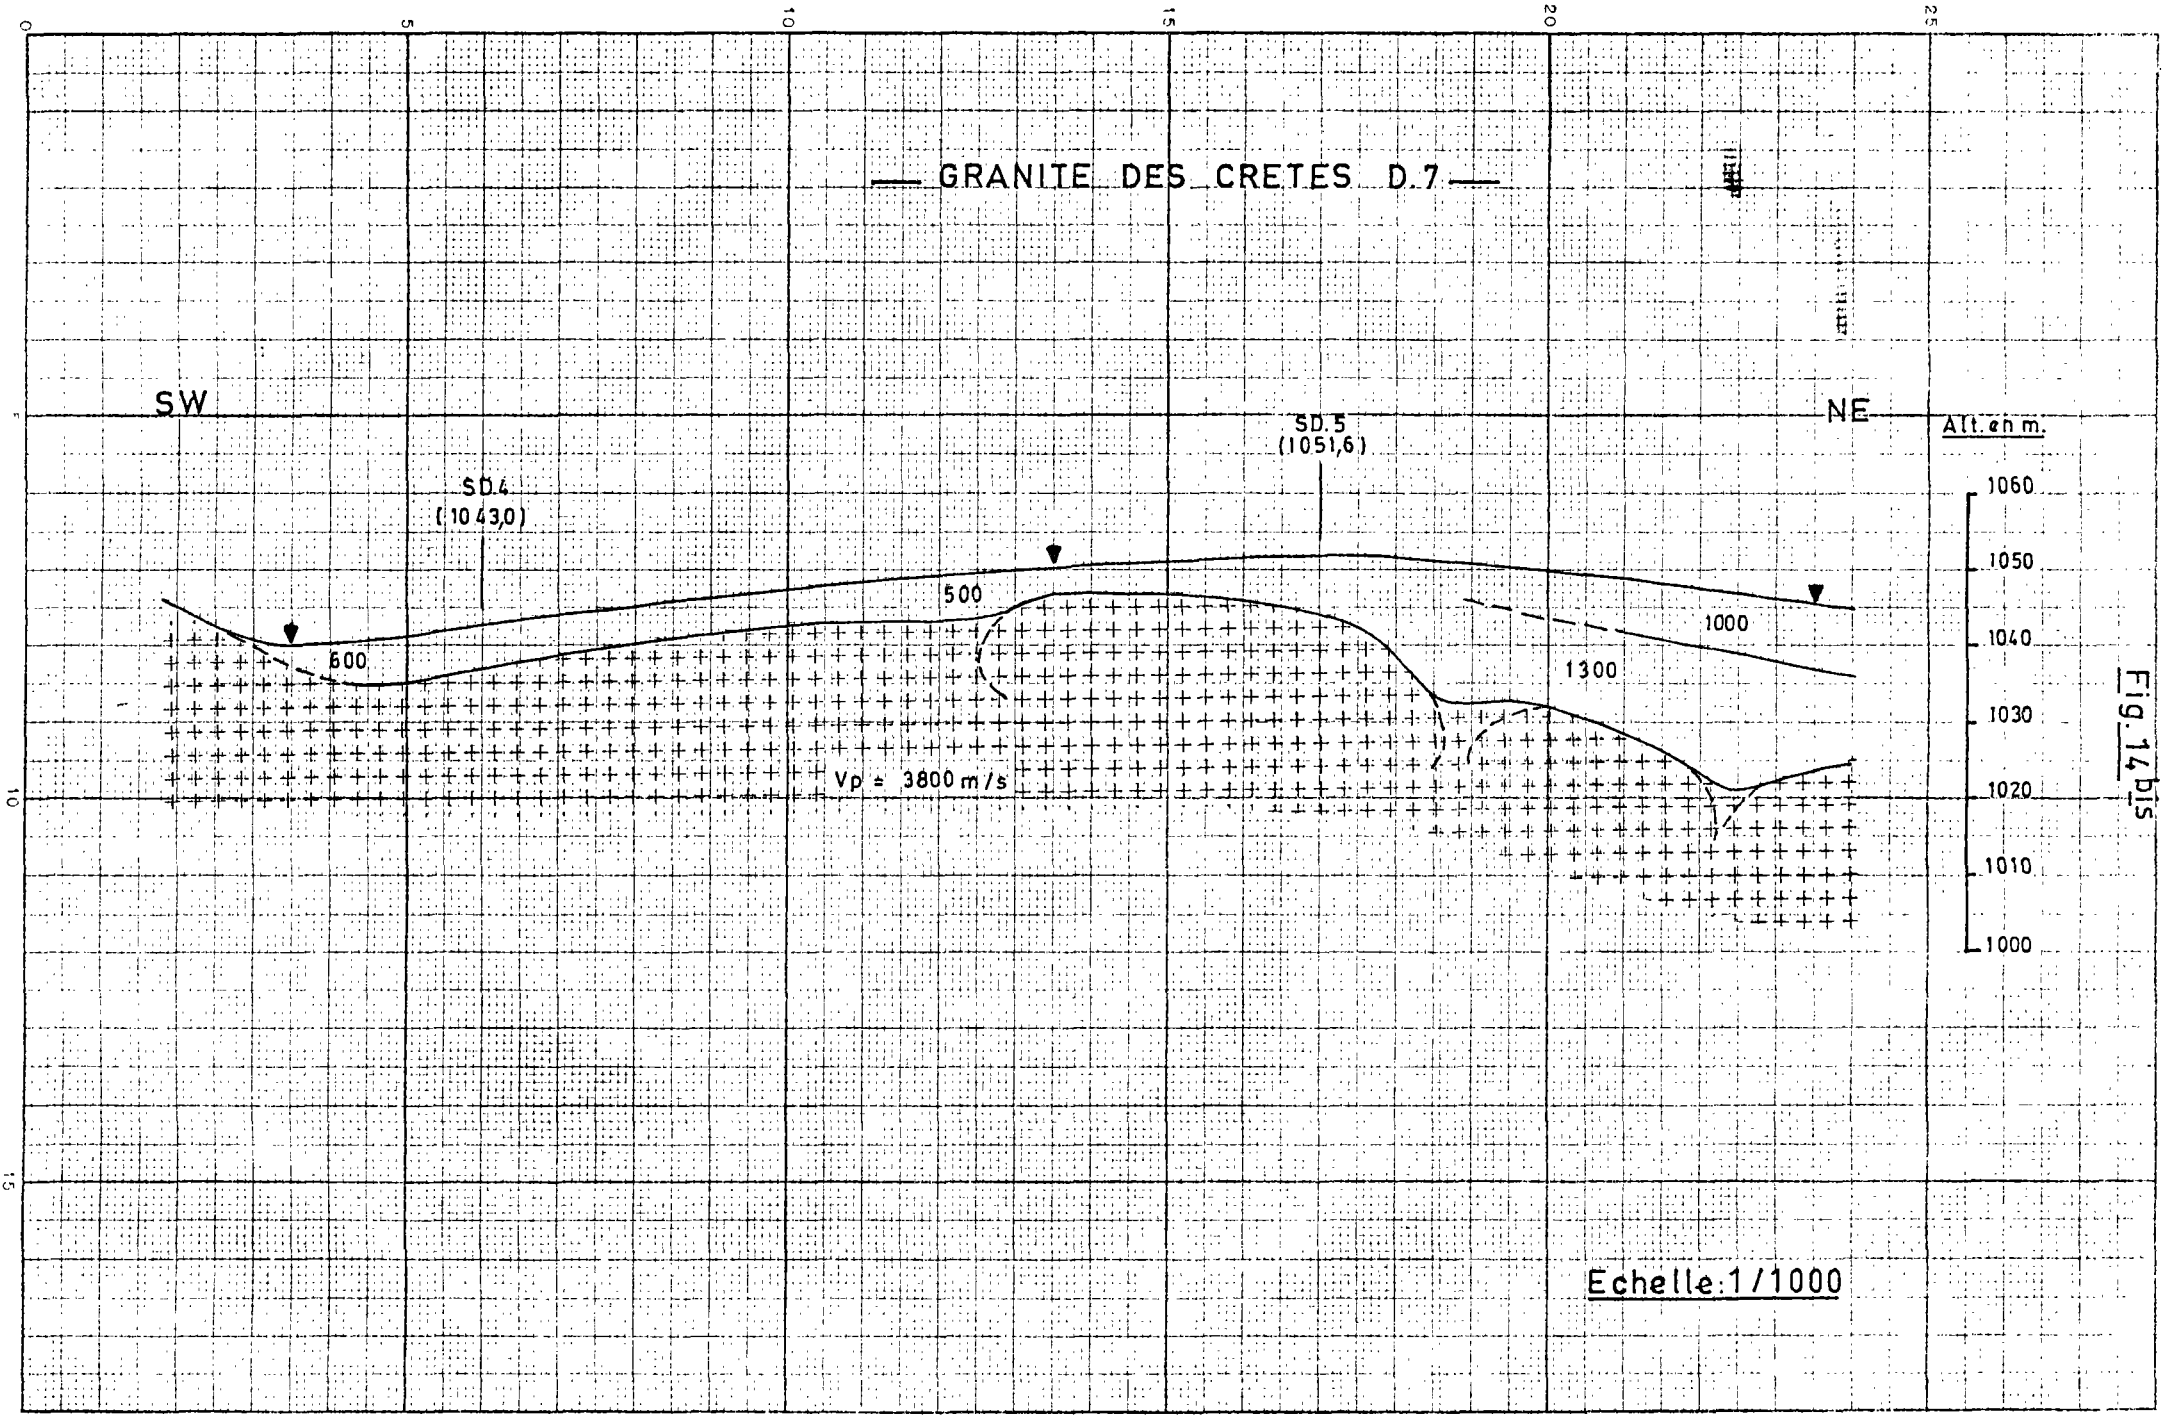 0 5 10 15 20 25
— GRANITE DES CRETES D.7 —
SW
NE
Alt. en m.
SD.5
(1051,6)
SD.4
(1043,0)
1060
1050
1040
1030
1020
1010
1000
500
600
1000
1300
Vp = 3800 m/s
10
15
Fig. 14 bis
Echelle: 1/1000